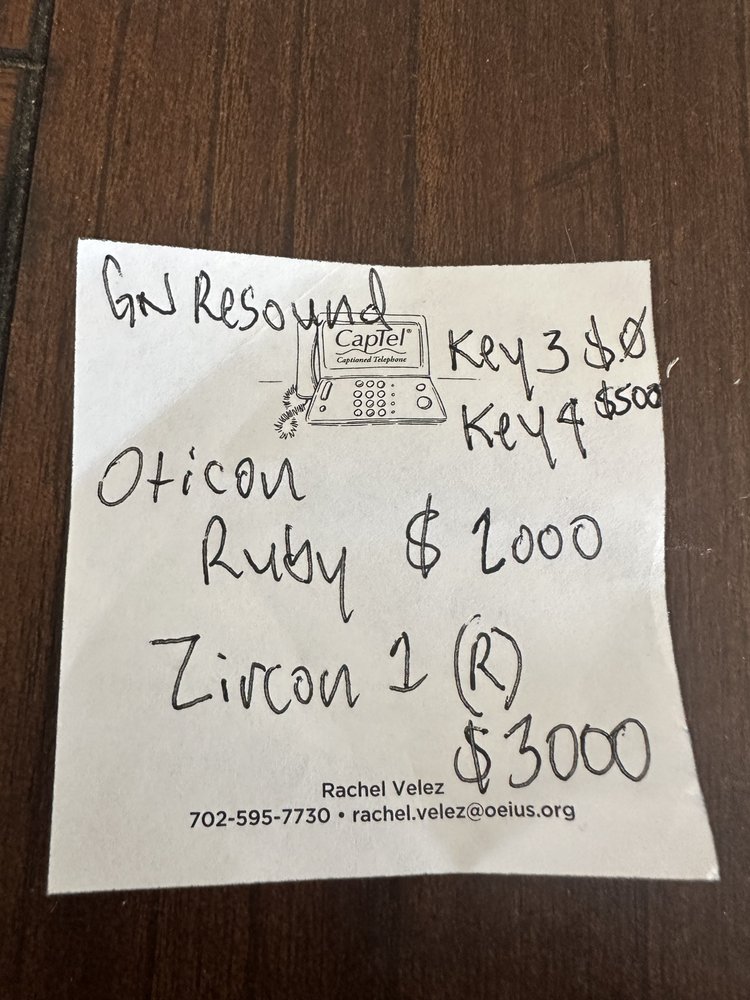 GN Resound
CapTel®
Captioned Telephone
Key 3 $0
Key 4 $500
Oticon
Ruby $ 1000
Zircon 1 (R)
$3000
Rachel Velez
702-595-7730 • rachel.velez@oeius.org